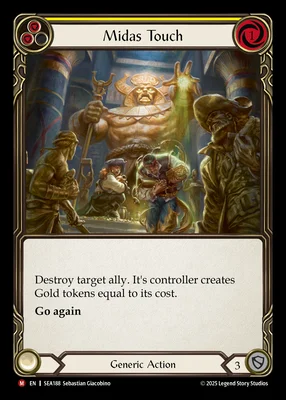 Midas Touch
Destroy target ally. It's controller creates
Gold tokens equal to its cost.
Go again
Generic Action
3
M EN | SEA188 Sebastian Giacobino
© 2025 Legend Story Studios